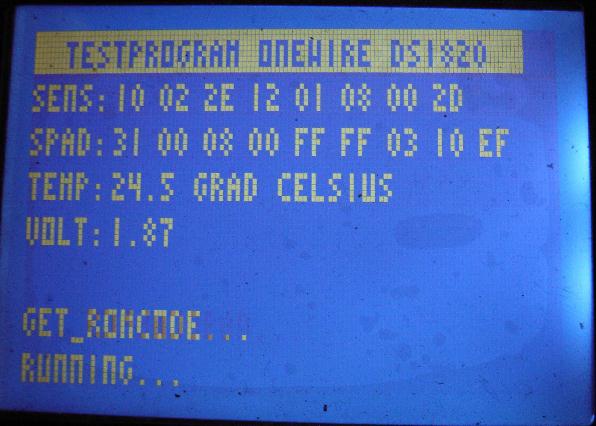 TESTPROGRAM ONEWIRE DS1820
SENS: 10 02 2E 12 01 08 00 2D
SPAD: 31 00 08 00 FF FF 03 10 EF
TEMP: 24.5 GRAD CELSIUS
VOLT: 1.87
GET_ROMCODE...
RUNNING...